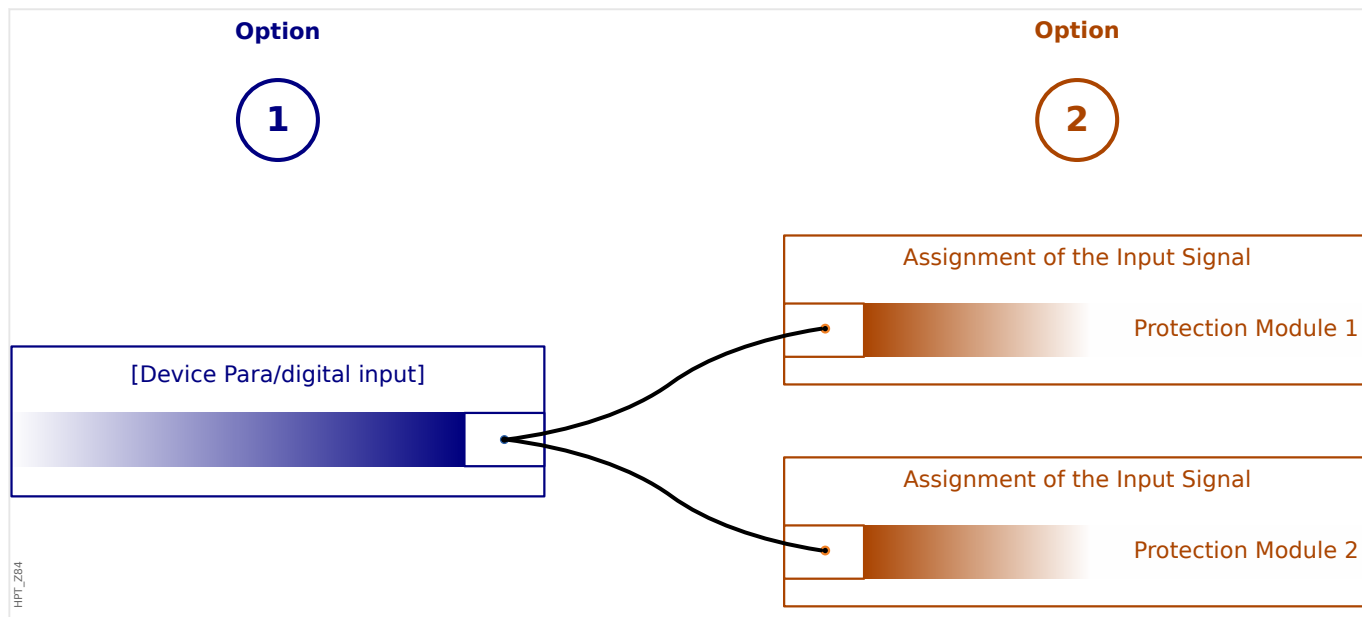 Option
1
Option
2
[Device Para/digital input]
Assignment of the Input Signal
Protection Module 1
Assignment of the Input Signal
Protection Module 2
HPT_Z84